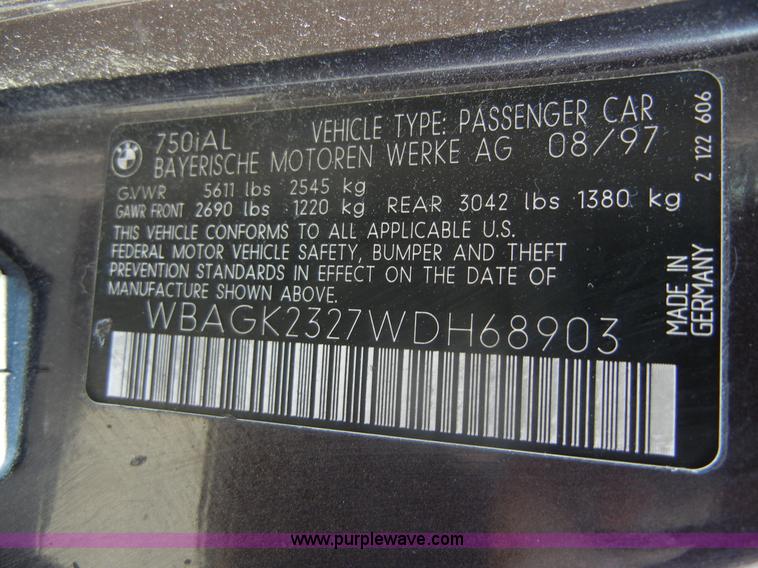 750iAL VEHICLE TYPE: PASSENGER CAR
BAYERISCHE MOTOREN WERKE AG 08/97
G.VWR 5611 lbs 2545 kg
GAWR FRONT 2690 lbs 1220 kg REAR 3042 lbs 1380 kg
THIS VEHICLE CONFORMS TO ALL APPLICABLE U.S.
FEDERAL MOTOR VEHICLE SAFETY, BUMPER AND THEFT
PREVENTION STANDARDS IN EFFECT ON THE DATE OF
MANUFACTURE SHOWN ABOVE.
WBAGK2327WDH68903
MADE IN
GERMANY
2 122 606
www.purplewave.com